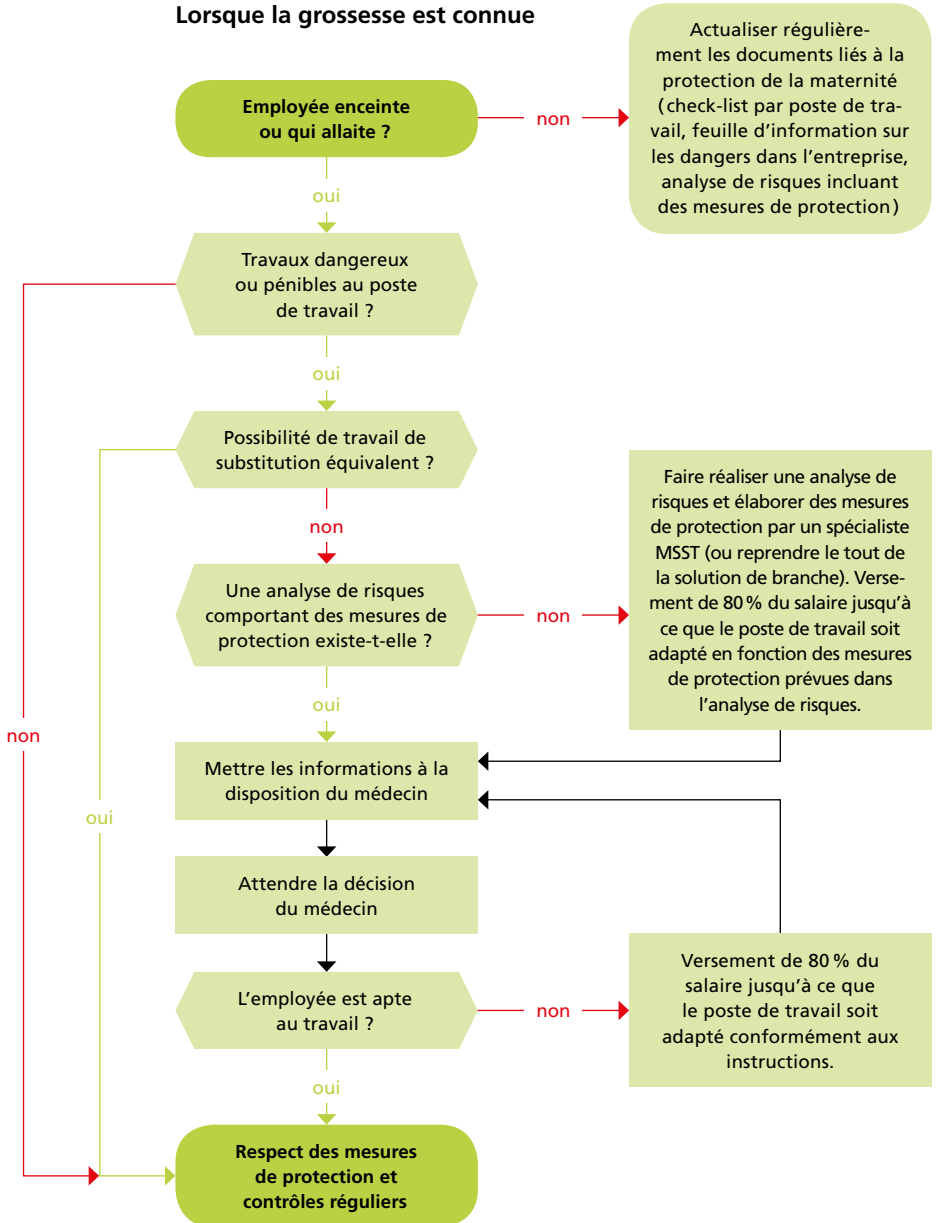 Lorsque la grossesse est connue
Employée enceinte
ou qui allaite ?
non
Actualiser régulière-
ment les documents liés à la
protection de la maternité
(check-list par poste de tra-
vail, feuille d'information sur
les dangers dans l'entreprise,
analyse de risques incluant
des mesures de protection)
oui
Travaux dangereux
ou pénibles au poste
de travail ?
oui
Possibilité de travail de
substitution équivalent ?
non
Une analyse de risques
comportant des mesures de
protection existe-t-elle ?
non
Faire réaliser une analyse de
risques et élaborer des mesures
de protection par un spécialiste
MSST (ou reprendre le tout de
la solution de branche). Verse-
ment de 80 % du salaire jusqu'à
ce que le poste de travail soit
adapté en fonction des mesures
de protection prévues dans
l'analyse de risques.
oui
non
Mettre les informations à la
disposition du médecin
oui
Attendre la décision
du médecin
L'employée est apte
au travail ?
non
Versement de 80 % du
salaire jusqu'à ce que
le poste de travail soit
adapté conformément aux
instructions.
oui
Respect des mesures
de protection et
contrôles réguliers